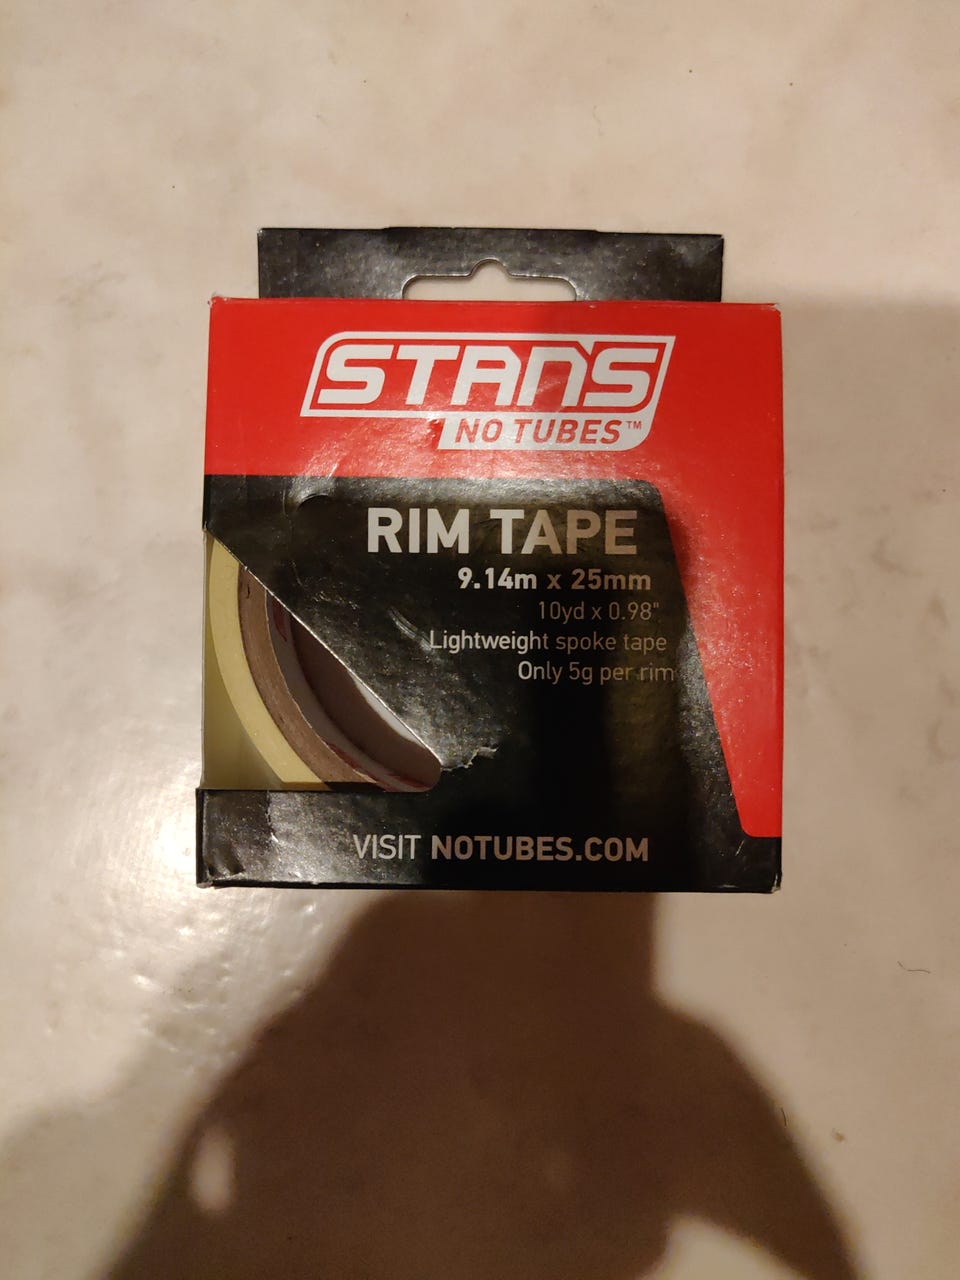 STAN'S
NO TUBES™
RIM TAPE
9.14m x 25mm
10yd x 0.98"
Lightweight spoke tape
Only 5g per rim
VISIT NOTUBES.COM